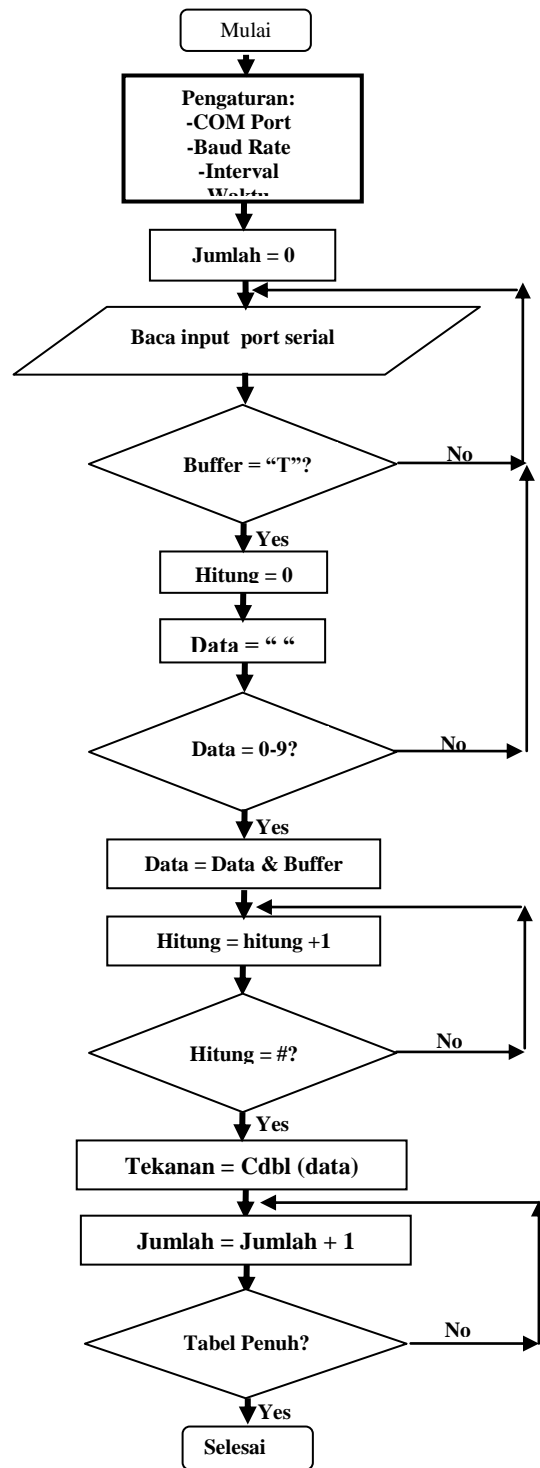 Mulai
Pengaturan:
-COM Port
-Baud Rate
-Interval
Waktu
Jumlah = 0
Baca input port serial
Buffer = “T”?
No
Yes
Hitung = 0
Data = “ “
Data = 0-9?
No
Yes
Data = Data & Buffer
Hitung = hitung +1
Hitung = #?
No
Yes
Tekanan = Cdbl (data)
Jumlah = Jumlah + 1
Tabel Penuh?
No
Yes
Selesai